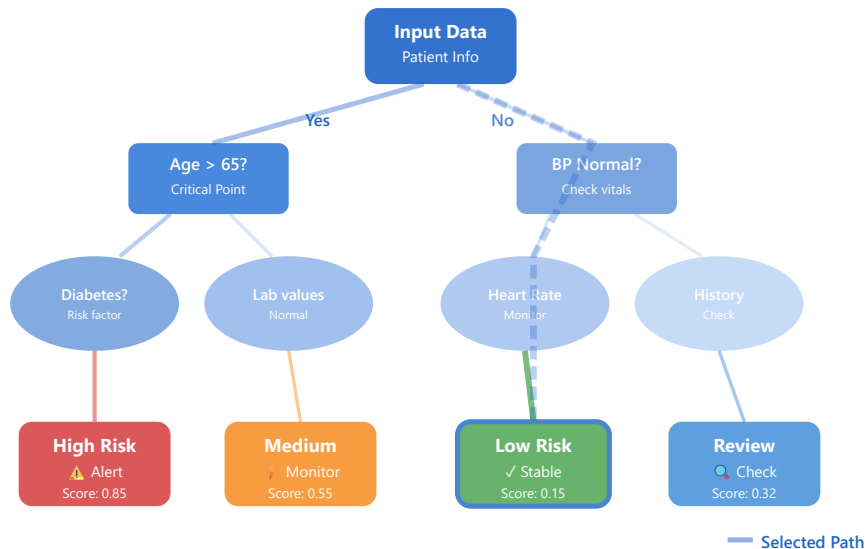 Input Data
Patient Info
Yes
No
Age > 65?
Critical Point
BP Normal?
Check vitals
Diabetes?
Risk factor
Lab values
Normal
Heart Rate
Monitor
History
Check
High Risk
⚠️ Alert
Score: 0.85
Medium
⚡ Monitor
Score: 0.55
Low Risk
✓ Stable
Score: 0.15
Review
🔍 Check
Score: 0.32
Selected Path